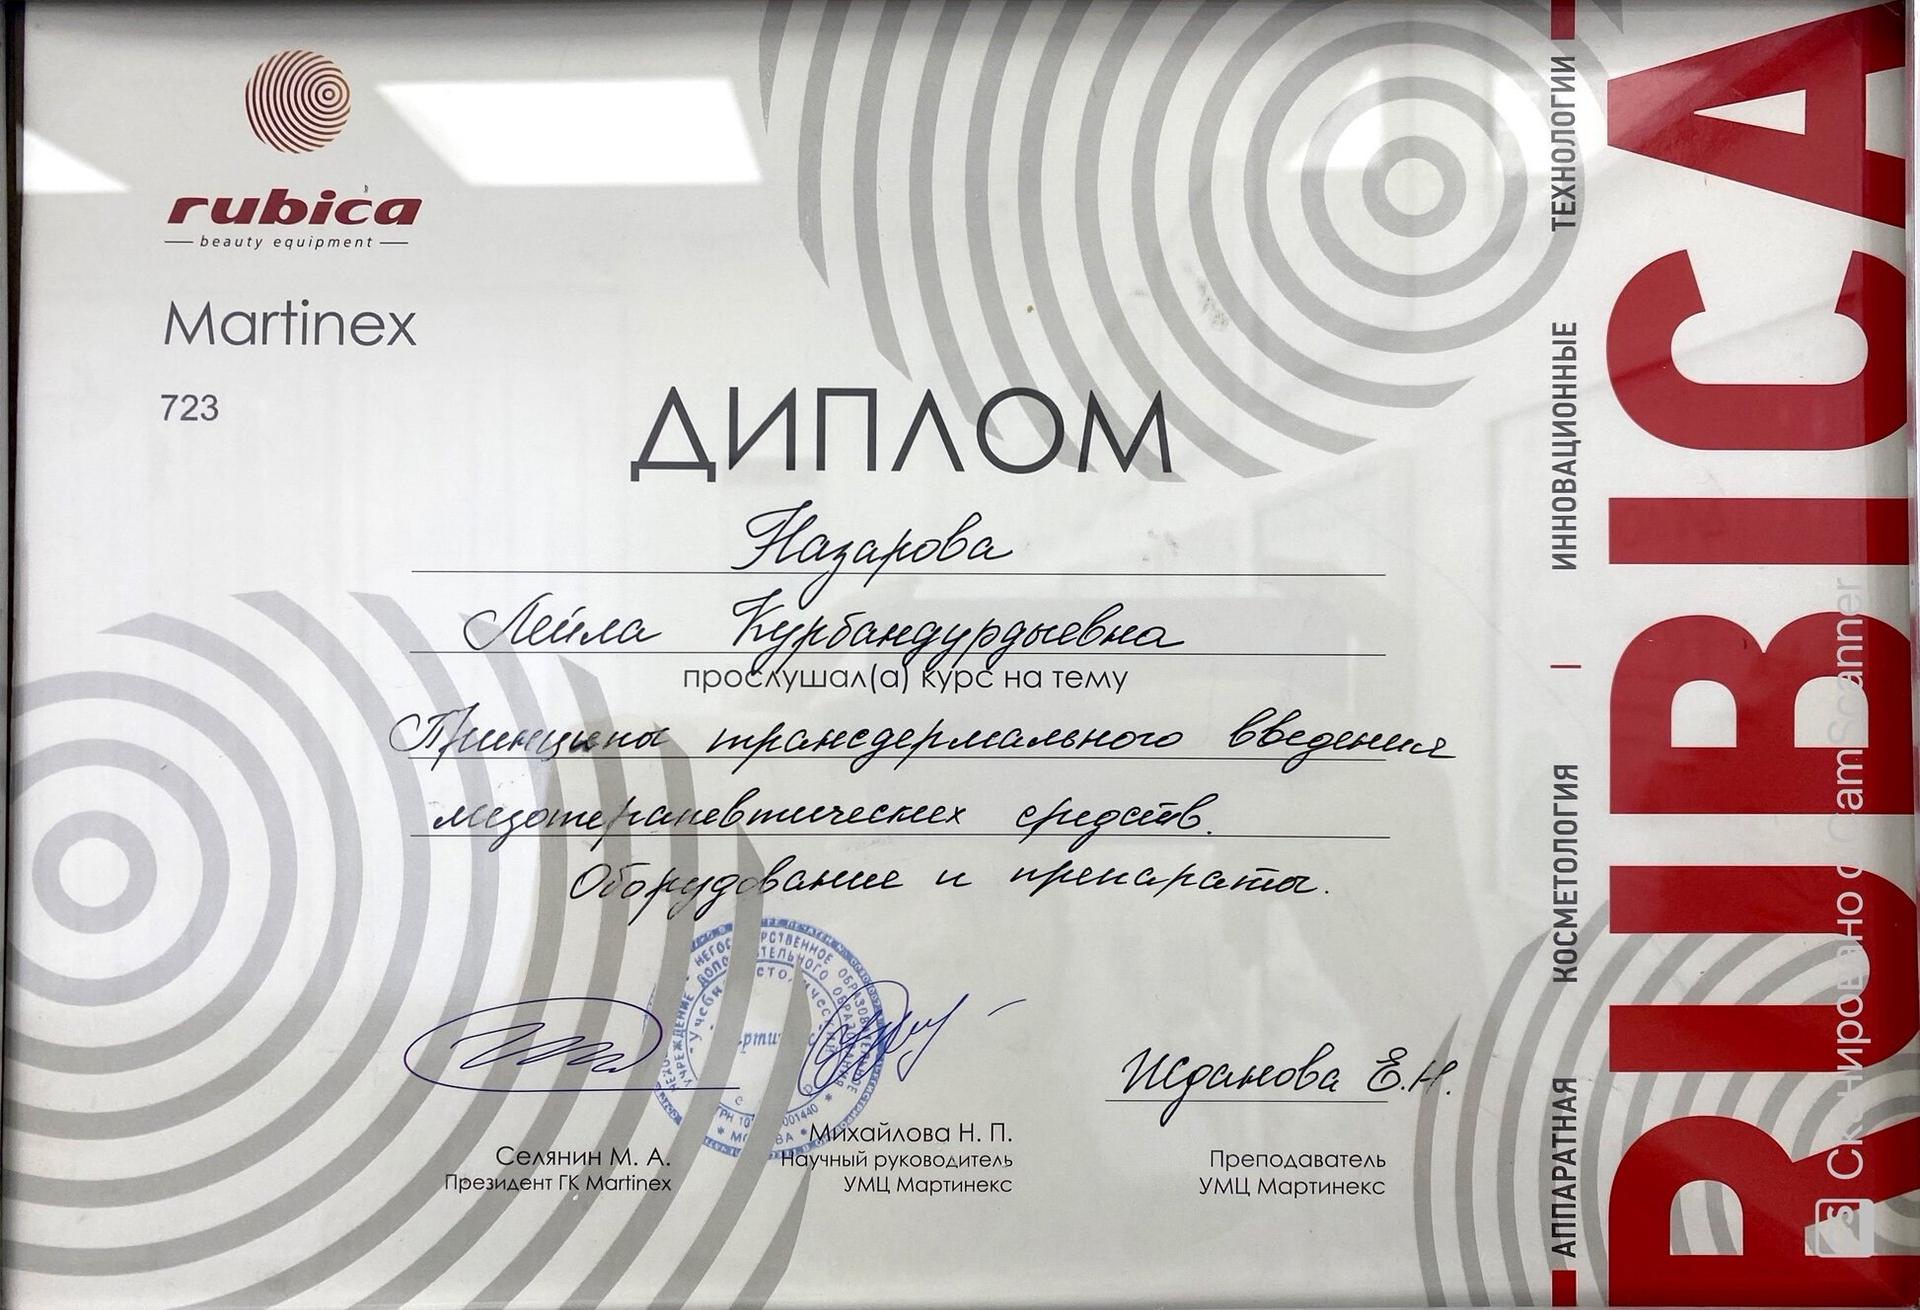 rubica
beauty equipment
Martinex
723
ДИПЛОМ
Назарова
Лейла Курбандурдыевна
прослушал(а) курс на тему
Принципы трансдермального введения
мезотерапевтических средств.
Оборудование и препараты.
Жданова Е.Н.
Селянин М. А.
Президент ГК Martinex
Михайлова Н. П.
Научный руководитель
УМЦ Мартинекс
Преподаватель
УМЦ Мартинекс
АППАРАТНАЯ КОСМЕТОЛОГИЯ | ИННОВАЦИОННЫЕ ТЕХНОЛОГИИ
RUBICA
CS Сканировано с CamScanner